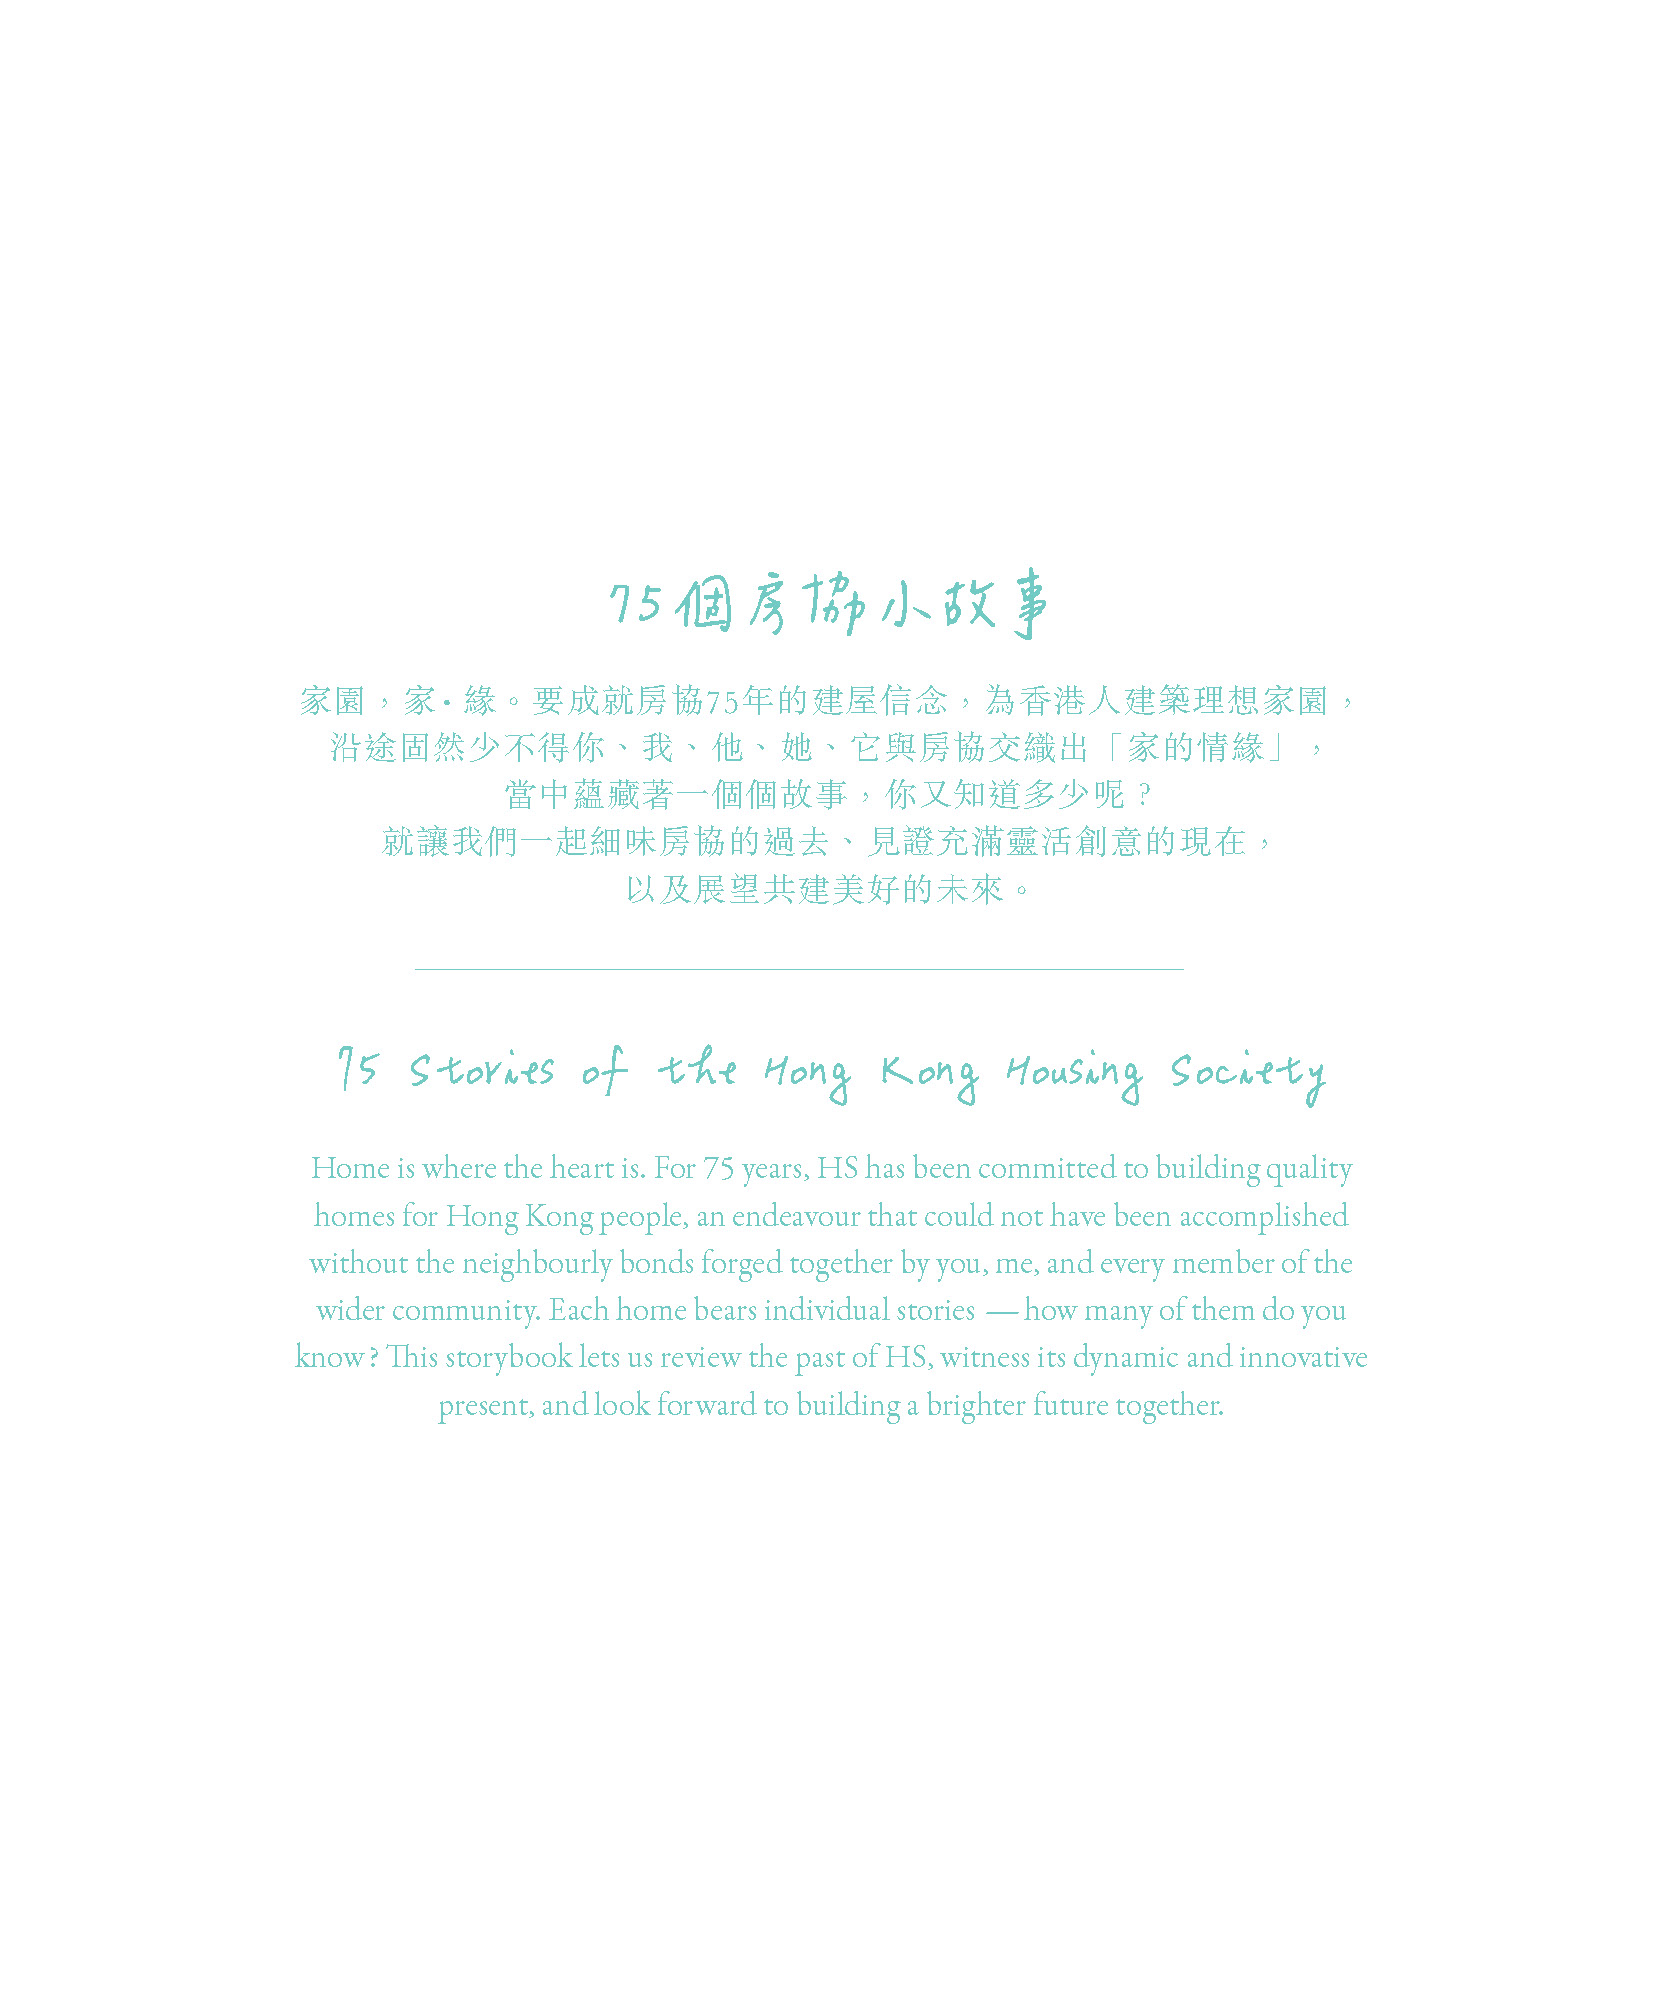 75個房協小故事
家園，家·緣。要成就房協75年的建屋信念，為香港人建築理想家園，
沿途固然少不得你、我、他、她、它與房協交織出「家的情緣」，
當中蘊藏著一個個故事，你又知道多少呢？
就讓我們一起細味房協的過去、見證充滿靈活創意的現在，
以及展望共建美好的未來。
75 Stories of the Hong Kong Housing Society
Home is where the heart is. For 75 years, HS has been committed to building quality
homes for Hong Kong people, an endeavour that could not have been accomplished
without the neighbourly bonds forged together by you, me, and every member of the
wider community. Each home bears individual stories — how many of them do you
know? This storybook lets us review the past of HS, witness its dynamic and innovative
present, and look forward to building a brighter future together.